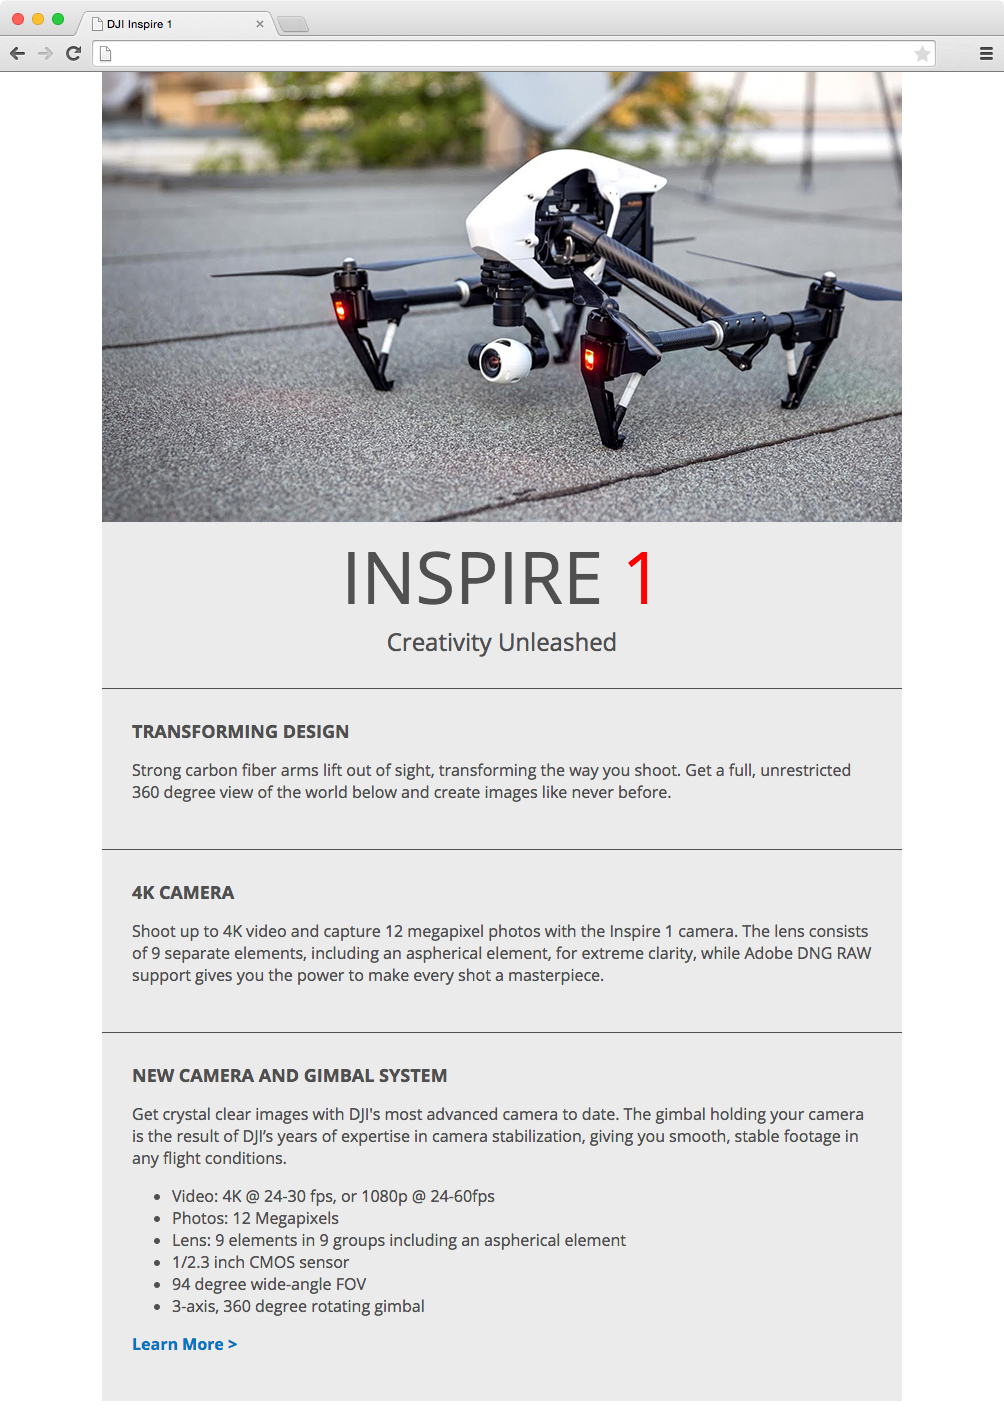 DJI Inspire 1
INSPIRE 1
Creativity Unleashed
TRANSFORMING DESIGN
Strong carbon fiber arms lift out of sight, transforming the way you shoot. Get a full, unrestricted
360 degree view of the world below and create images like never before.
4K CAMERA
Shoot up to 4K video and capture 12 megapixel photos with the Inspire 1 camera. The lens consists
of 9 separate elements, including an aspherical element, for extreme clarity, while Adobe DNG RAW
support gives you the power to make every shot a masterpiece.
NEW CAMERA AND GIMBAL SYSTEM
Get crystal clear images with DJI's most advanced camera to date. The gimbal holding your camera
is the result of DJI’s years of expertise in camera stabilization, giving you smooth, stable footage in
any flight conditions.
• Video: 4K @ 24-30 fps, or 1080p @ 24-60fps
• Photos: 12 Megapixels
• Lens: 9 elements in 9 groups including an aspherical element
• 1/2.3 inch CMOS sensor
• 94 degree wide-angle FOV
• 3-axis, 360 degree rotating gimbal
Learn More >